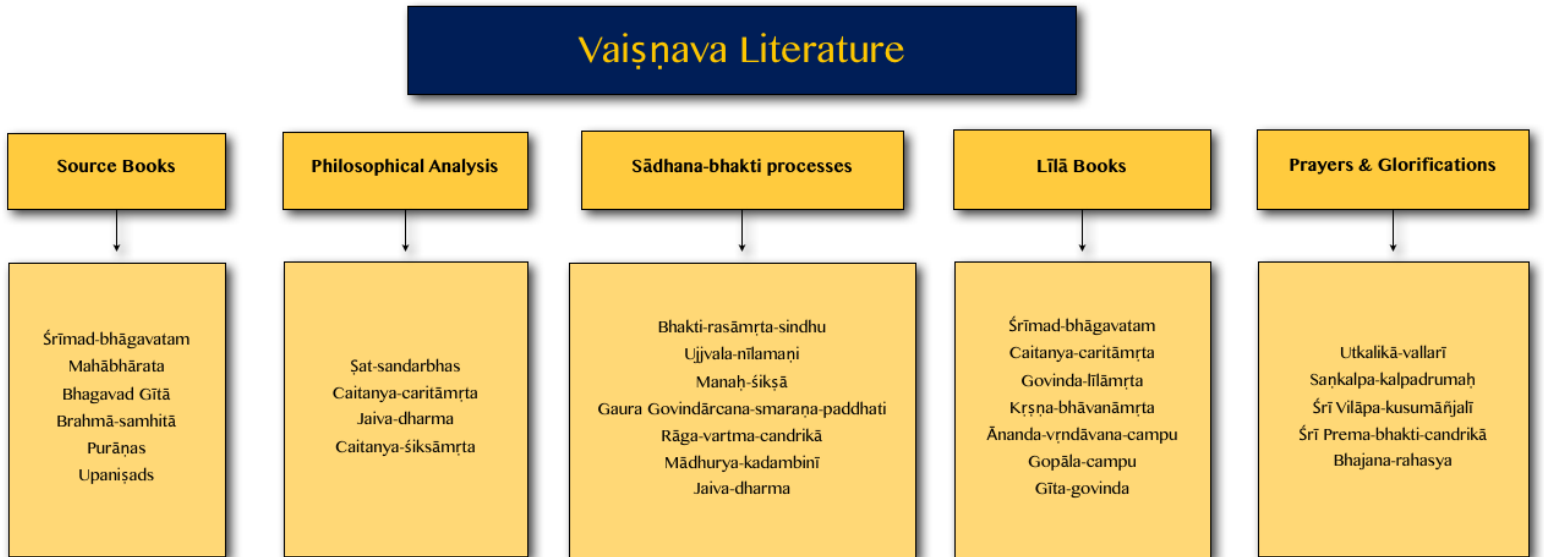 Vaiṣṇava Literature
Source Books
Śrīmad-bhāgavatam
Mahābhārata
Bhagavad Gītā
Brahmā-samhitā
Purāṇas
Upaniṣads
Philosophical Analysis
Ṣat-sandarbhas
Caitanya-caritāmṛta
Jaiva-dharma
Caitanya-śiksāmṛta
Sādhana-bhakti processes
Bhakti-rasāmṛta-sindhu
Ujjvala-nīlamaṇi
Manaḥ-śikṣā
Gaura Govindārcana-smaraṇa-paddhati
Rāga-vartma-candrikā
Mādhurya-kadambinī
Jaiva-dharma
Līlā Books
Śrīmad-bhāgavatam
Caitanya-caritāmṛta
Govinda-līlāmṛta
Kṛṣṇa-bhāvanāmṛta
Ānanda-vṛndāvana-campu
Gopāla-campu
Gīta-govinda
Prayers & Glorifications
Utkalikā-vallarī
Saṇkalpa-kalpadrumaḥ
Śrī Vilāpa-kusumāñjalī
Śrī Prema-bhakti-candrikā
Bhajana-rahasya